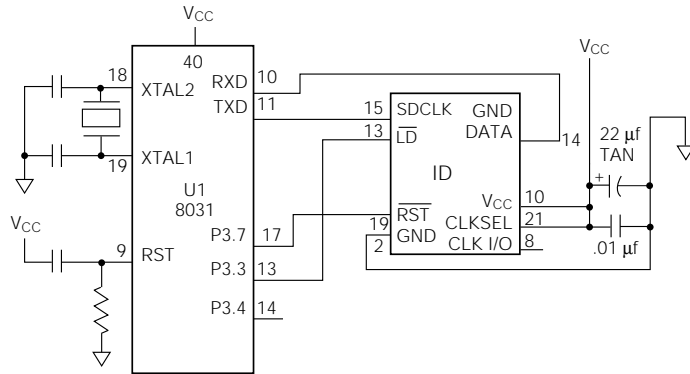 VCC
40
18
XTAL2
RXD
10
TXD
11
19
XTAL1
U1
8031
VCC
9
RST
P3.7
17
P3.3
13
P3.4
14
15
SDCLK
13
LD
GND
DATA
14
ID
VCC
10
RST
19
GND
2
CLKSEL
21
CLK I/O
8
VCC
22 µf
TAN
+
.01 µf